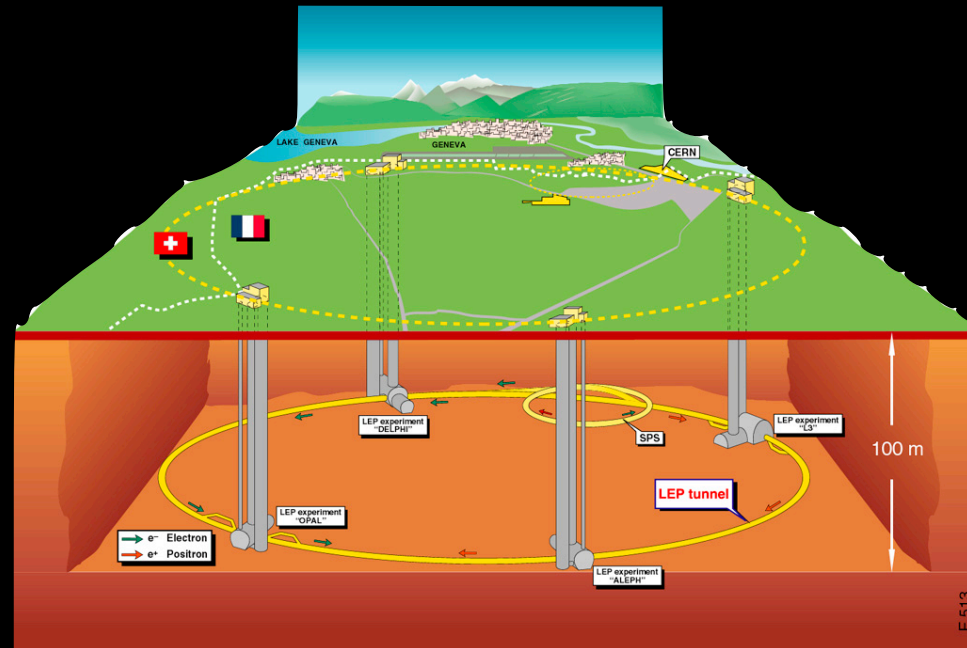 LAKE GENEVA
GENEVA
CERN
LEP experiment
"DELPHI"
SPS
LEP experiment
"L3"
100 m
LEP tunnel
LEP experiment
"OPAL"
e⁻ Electron
e⁺ Positron
LEP experiment
"ALEPH"
E 513